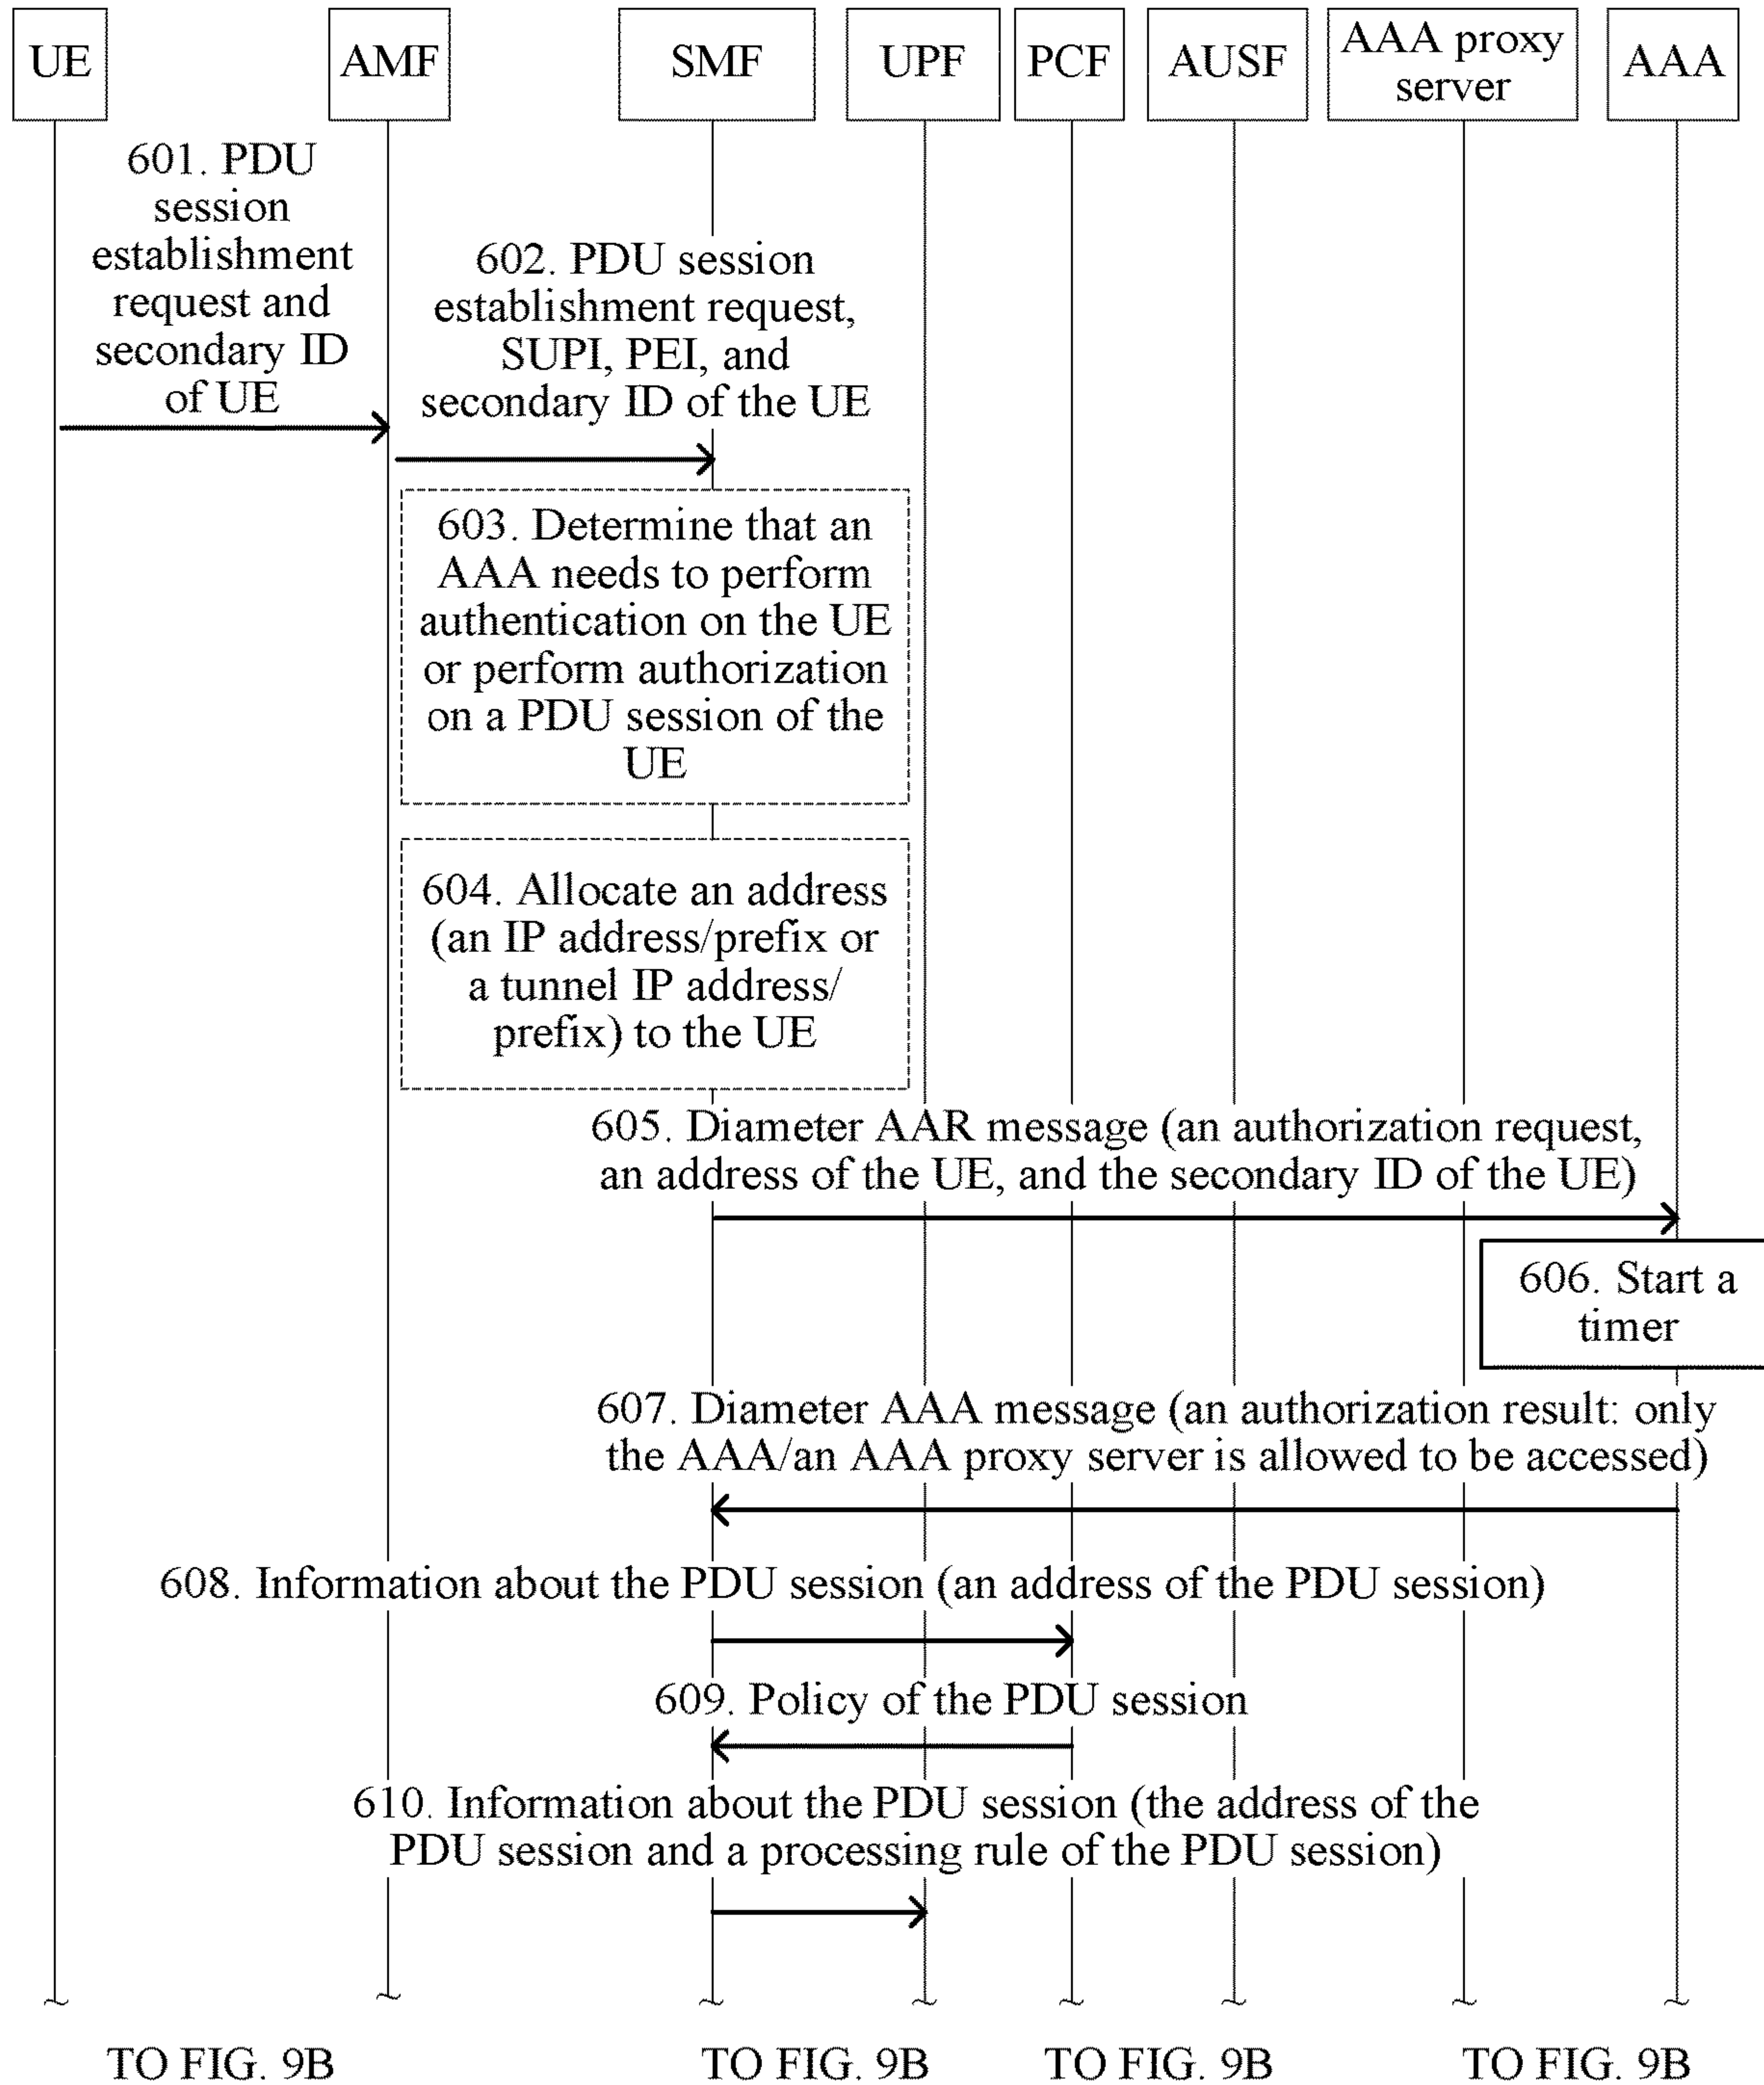 UE
AMF
SMF
UPF
PCF
AUSF
AAA proxy
server
AAA
601. PDU
session
establishment
request and
secondary ID
of UE
602. PDU session
establishment request,
SUPI, PEI, and
secondary ID of the UE
603. Determine that an
AAA needs to perform
authentication on the UE
or perform authorization
on a PDU session of the
UE
604. Allocate an address
(an IP address/prefix or
a tunnel IP address/
prefix) to the UE
605. Diameter AAR message (an authorization request,
an address of the UE, and the secondary ID of the UE)
606. Start a
timer
607. Diameter AAA message (an authorization result: only
the AAA/an AAA proxy server is allowed to be accessed)
608. Information about the PDU session (an address of the PDU session)
609. Policy of the PDU session
610. Information about the PDU session (the address of the
PDU session and a processing rule of the PDU session)
TO FIG. 9B
TO FIG. 9B
TO FIG. 9B
TO FIG. 9B